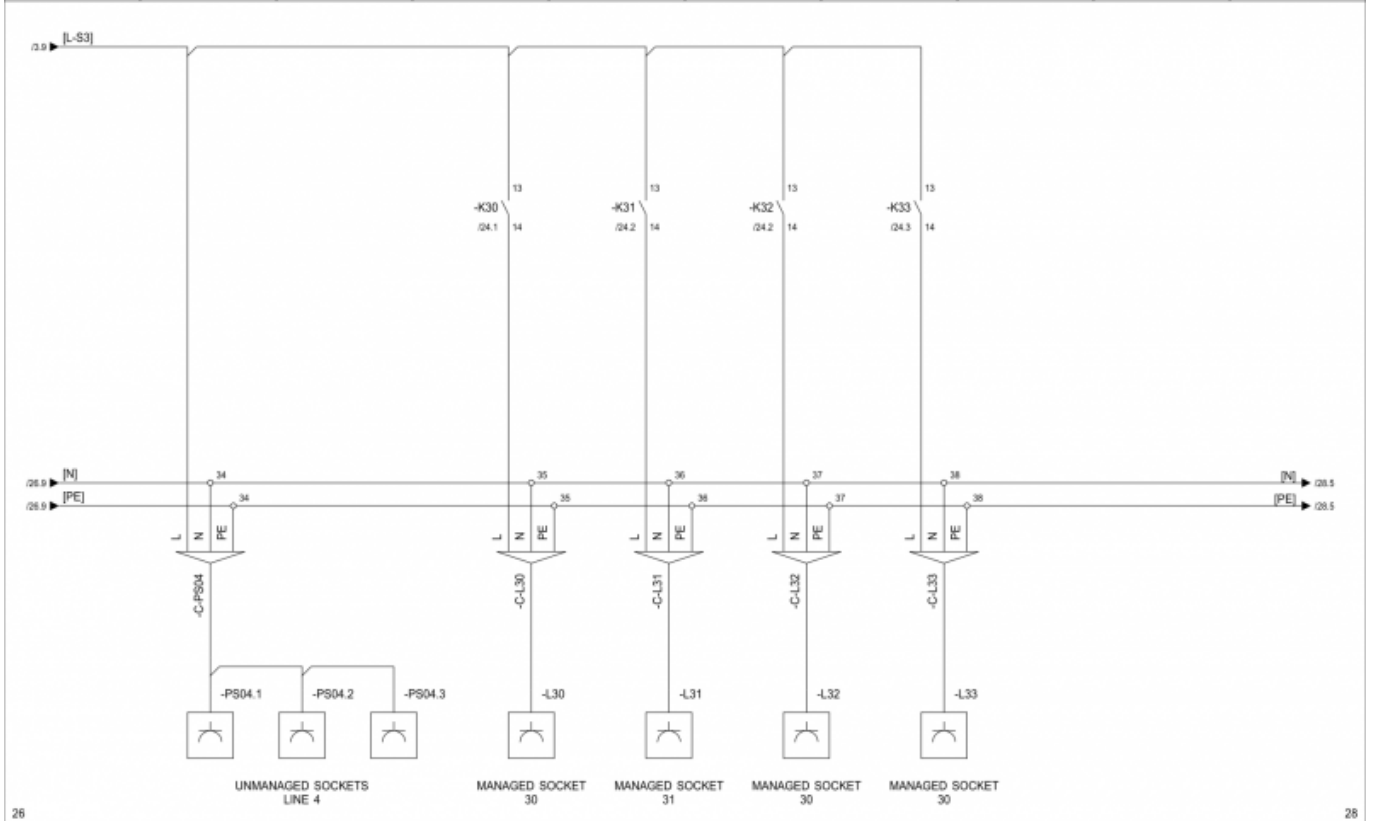 [L-S3]
/3.9
13 13 13 13
-K30 -K31 -K32 -K33
/24.1 14 /24.2 14 /24.2 14 /24.3 14
[N] 34 35 36 37 38 [N]
/26.9 /28.5
[PE] 34 35 36 37 38 [PE]
/26.9 /28.5
L N PE L N PE L N PE L N PE L N PE
-C-PS04 -C-L30 -C-L31 -C-L32 -C-L33
-PS04.1 -PS04.2 -PS04.3 -L30 -L31 -L32 -L33
UNMANAGED SOCKETS MANAGED SOCKET MANAGED SOCKET MANAGED SOCKET MANAGED SOCKET
LINE 4 30 31 30 30
26 28